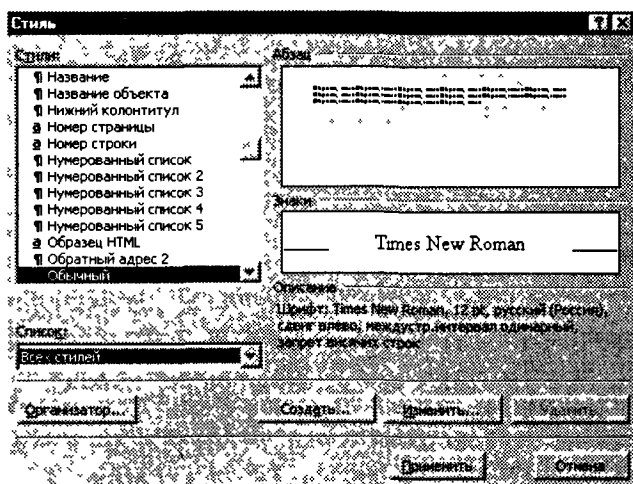 Стиль
Стили:
Абзац
Название
Название объекта
Нижний колонтитул
Номер страницы
Номер строки
Нумерованный список
Нумерованный список 2
Нумерованный список 3
Нумерованный список 4
Нумерованный список 5
Образец HTML
Обратный адрес 2
Обычный
Знаки
Times New Roman
Описание
Шрифт: Times New Roman, 12 pt, русский (Россия),
сдвиг влево, междустр.интервал одинарный,
запрет висячих строк
Список:
Всех стилей
Организатор...
Создать...
Изменить...
Удалить...
Применить
Отмена